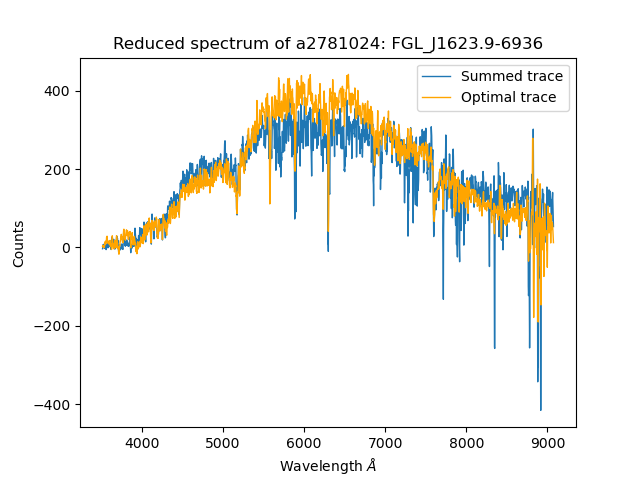 Reduced spectrum of a2781024: FGL_J1623.9-6936
Summed trace
Optimal trace
400
200
0
−200
−400
Counts
4000
5000
6000
7000
8000
9000
Wavelength Å